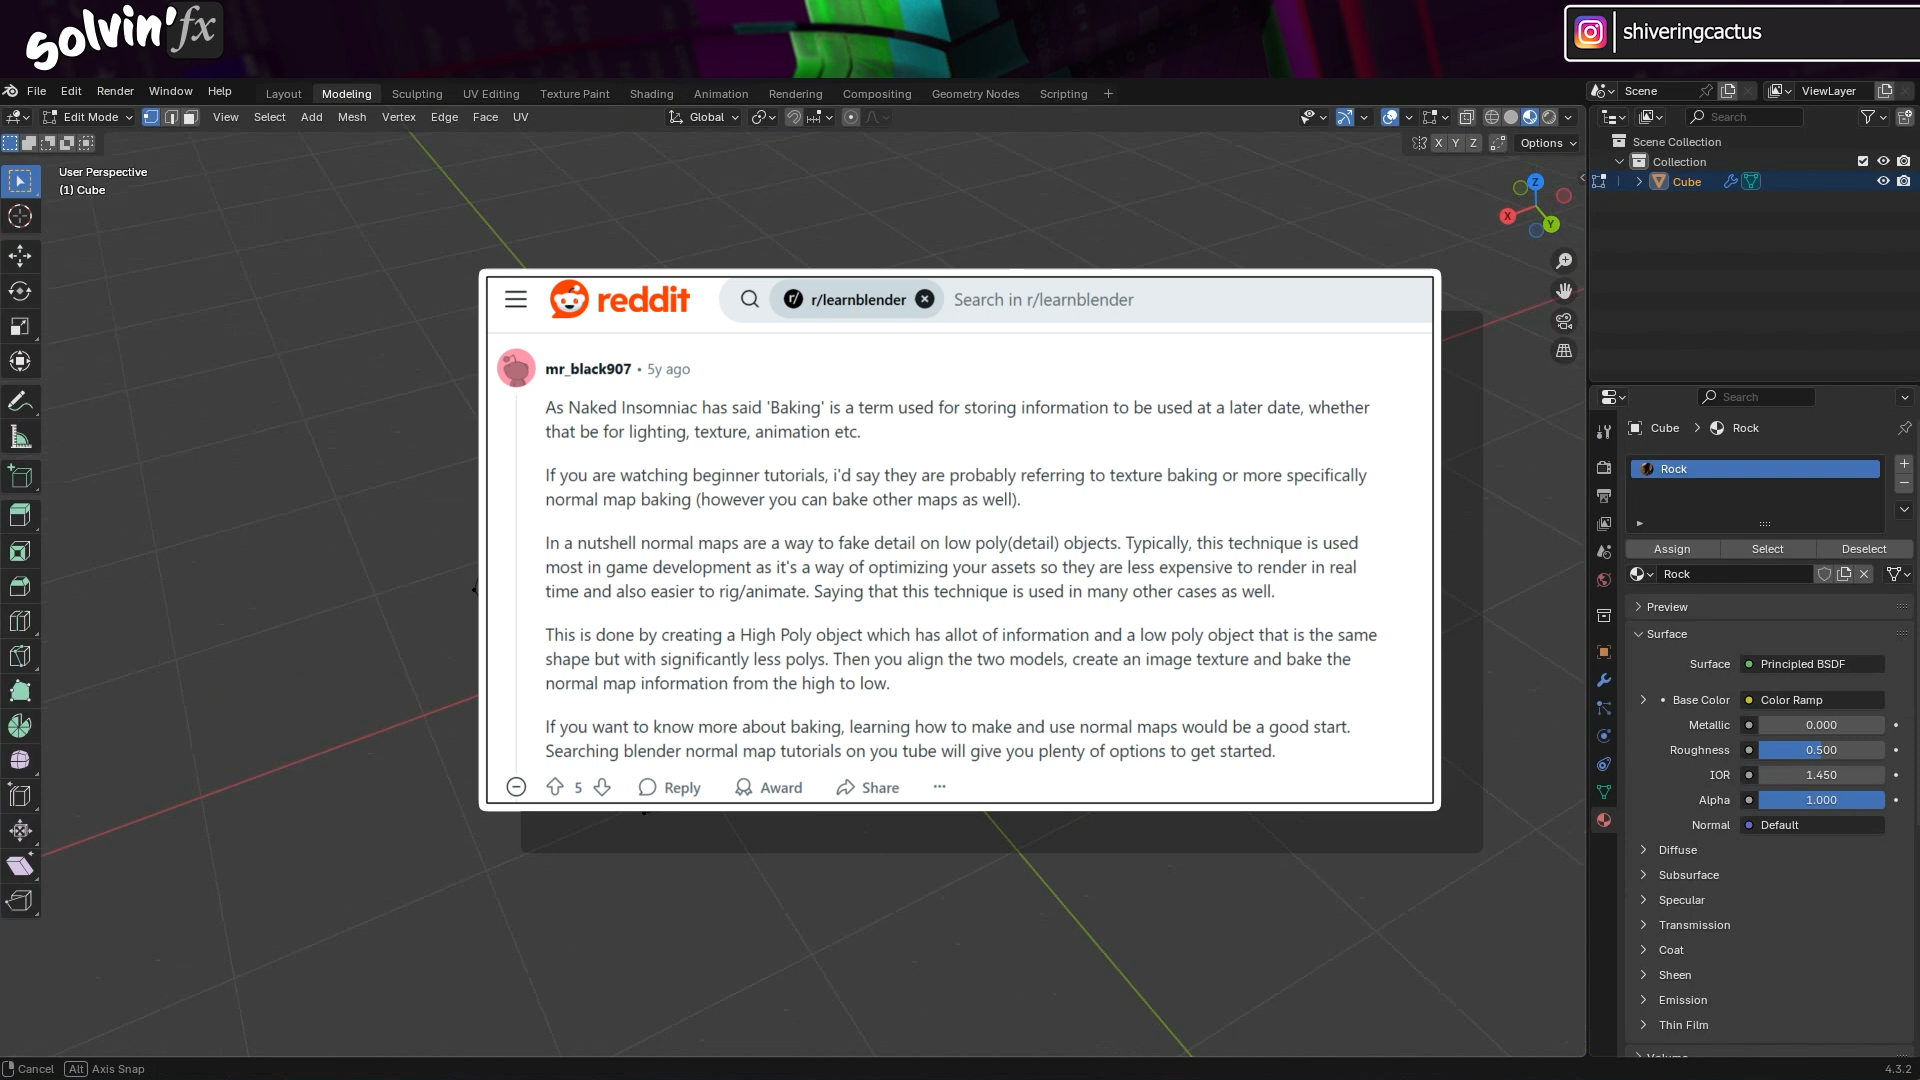 solvin'fx
shiveringcactus
File Edit Render Window Help
Layout Modeling Sculpting UV Editing Texture Paint Shading Animation Rendering Compositing Geometry Nodes Scripting +
Scene
ViewLayer
Edit Mode
View Select Add Mesh Vertex Edge Face UV
Global
Search
X Y Z
Options
User Perspective
(1) Cube
Scene Collection
Collection
Cube
Z
X
Y
reddit
r/learnblender
Search in r/learnblender
mr_black907 • 5y ago
As Naked Insomniac has said 'Baking' is a term used for storing information to be used at a later date, whether
that be for lighting, texture, animation etc.
If you are watching beginner tutorials, i'd say they are probably referring to texture baking or more specifically
normal map baking (however you can bake other maps as well).
In a nutshell normal maps are a way to fake detail on low poly(detail) objects. Typically, this technique is used
most in game development as it's a way of optimizing your assets so they are less expensive to render in real
time and also easier to rig/animate. Saying that this technique is used in many other cases as well.
This is done by creating a High Poly object which has allot of information and a low poly object that is the same
shape but with significantly less polys. Then you align the two models, create an image texture and bake the
normal map information from the high to low.
If you want to know more about baking, learning how to make and use normal maps would be a good start.
Searching blender normal map tutorials on you tube will give you plenty of options to get started.
5 Reply Award Share ...
Search
Cube > Rock
Rock
Assign Select Deselect
Rock
Preview
Surface
Surface Principled BSDF
Base Color Color Ramp
Metallic 0.000
Roughness 0.500
IOR 1.450
Alpha 1.000
Normal Default
Diffuse
Subsurface
Specular
Transmission
Coat
Sheen
Emission
Thin Film
Cancel Alt Axis Snap
4.3.2